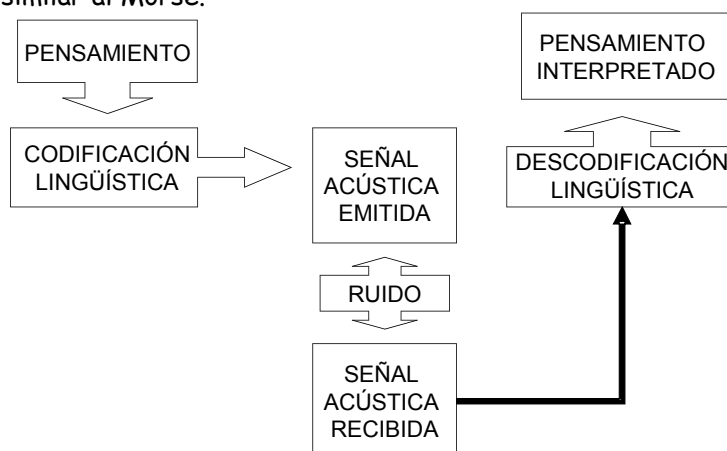 similar al Morse.
PENSAMIENTO
CODIFICACIÓN
LINGÜÍSTICA
SEÑAL
ACÚSTICA
EMITIDA
RUIDO
SEÑAL
ACÚSTICA
RECIBIDA
DESCODIFICACIÓN
LINGÜÍSTICA
PENSAMIENTO
INTERPRETADO